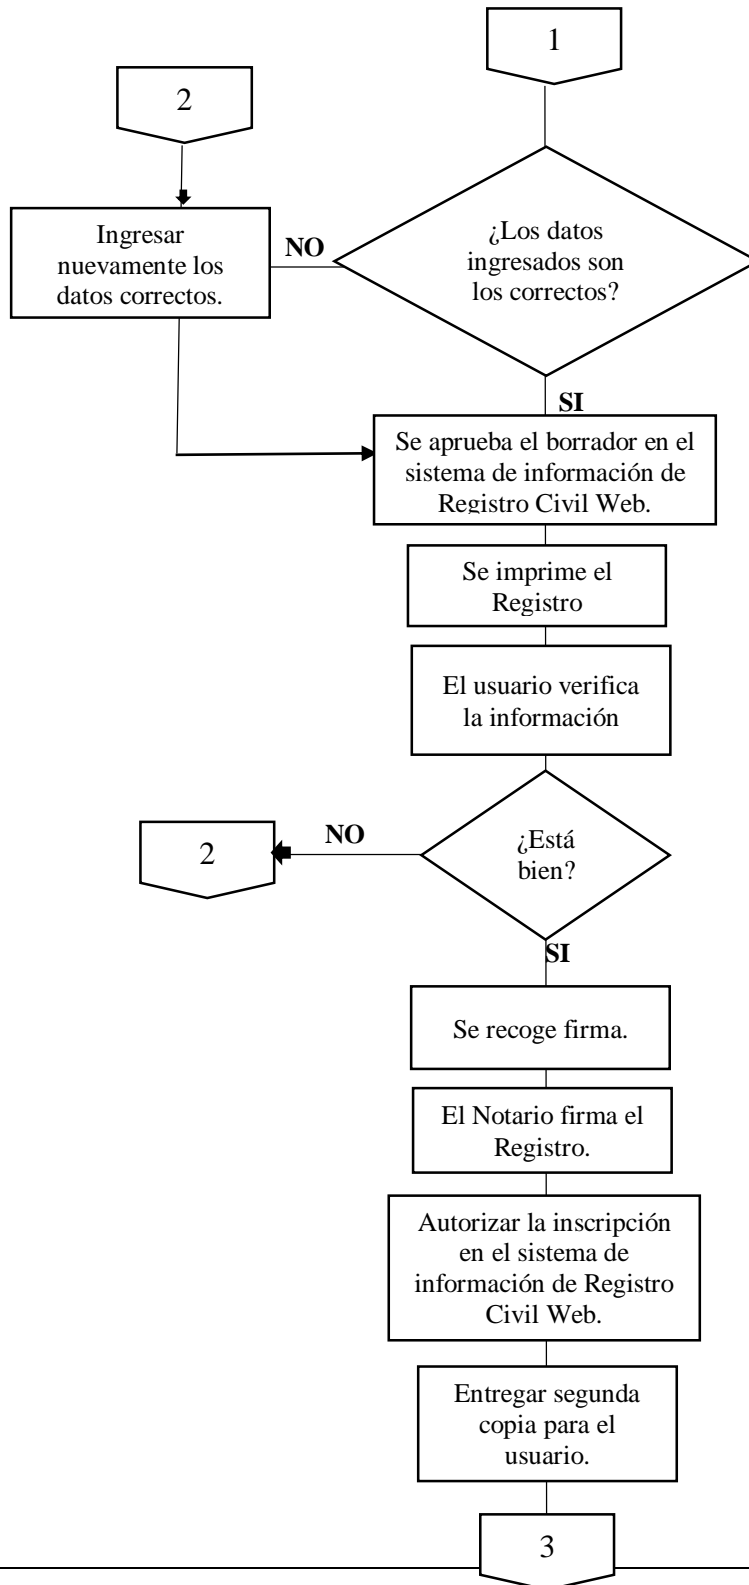 1
2
¿Los datos
ingresados son
los correctos?
NO
Ingresar
nuevamente los
datos correctos.
SI
Se aprueba el borrador en el
sistema de información de
Registro Civil Web.
Se imprime el
Registro
El usuario verifica
la información
¿Está
bien?
NO
2
SI
Se recoge firma.
El Notario firma el
Registro.
Autorizar la inscripción
en el sistema de
información de Registro
Civil Web.
Entregar segunda
copia para el
usuario.
3